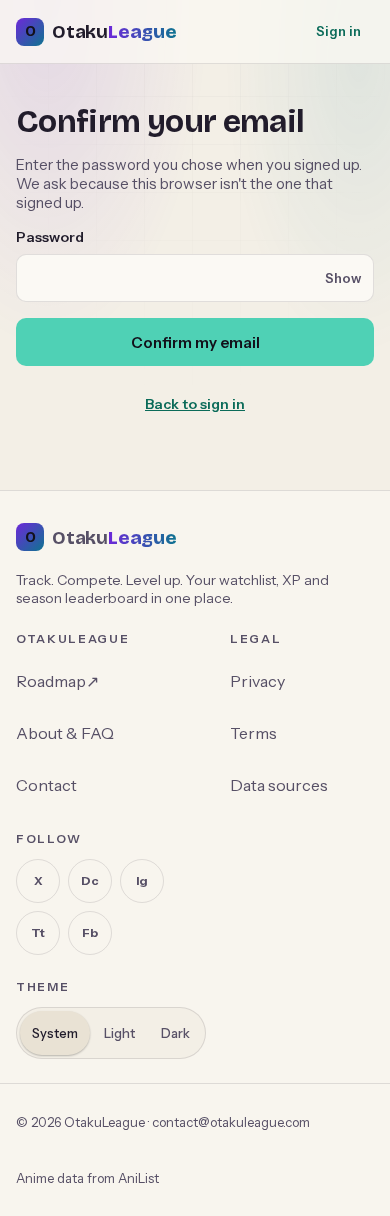 O OtakuLeague
Sign in
Confirm your email
Enter the password you chose when you signed up.
We ask because this browser isn't the one that
signed up.
Password
Show
Confirm my email
Back to sign in
O OtakuLeague
Track. Compete. Level up. Your watchlist, XP and
season leaderboard in one place.
OTAKULEAGUE
Roadmap↗
About & FAQ
Contact
LEGAL
Privacy
Terms
Data sources
FOLLOW
X Dc Ig
Tt Fb
THEME
System Light Dark
© 2026 OtakuLeague · contact@otakuleague.com
Anime data from AniList